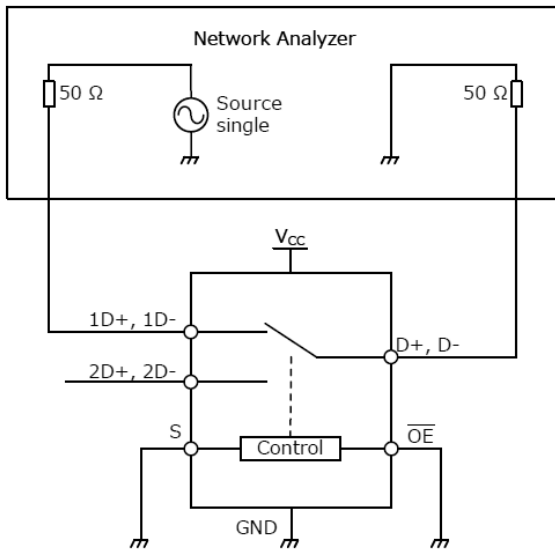 Network Analyzer
50 Ω
Source
single
50 Ω
VCC
1D+, 1D-
D+, D-
2D+, 2D-
S
Control
OE
GND